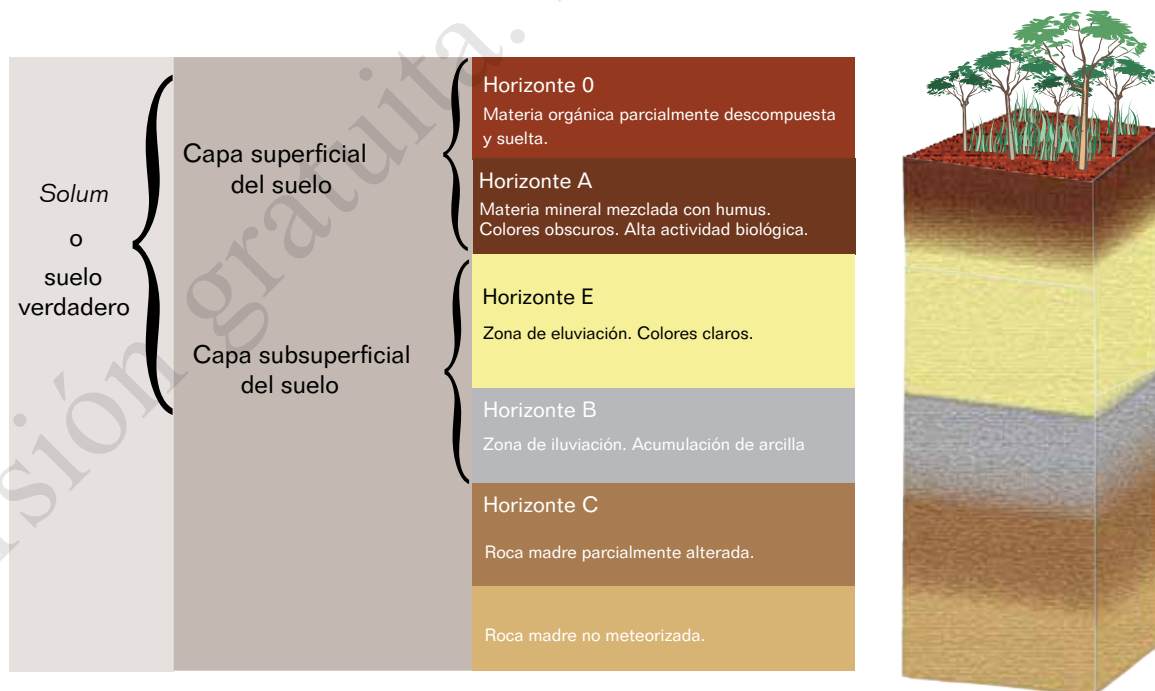 Solum
o
suelo
verdadero
Capa superficial
del suelo
Capa subsuperficial
del suelo
Horizonte 0
Materia orgánica parcialmente descompuesta
y suelta.
Horizonte A
Materia mineral mezclada con humus.
Colores obscuros. Alta actividad biológica.
Horizonte E
Zona de eluviación. Colores claros.
Horizonte B
Zona de iluviación. Acumulación de arcilla
Horizonte C
Roca madre parcialmente alterada.
Roca madre no meteorizada.
gratuita.